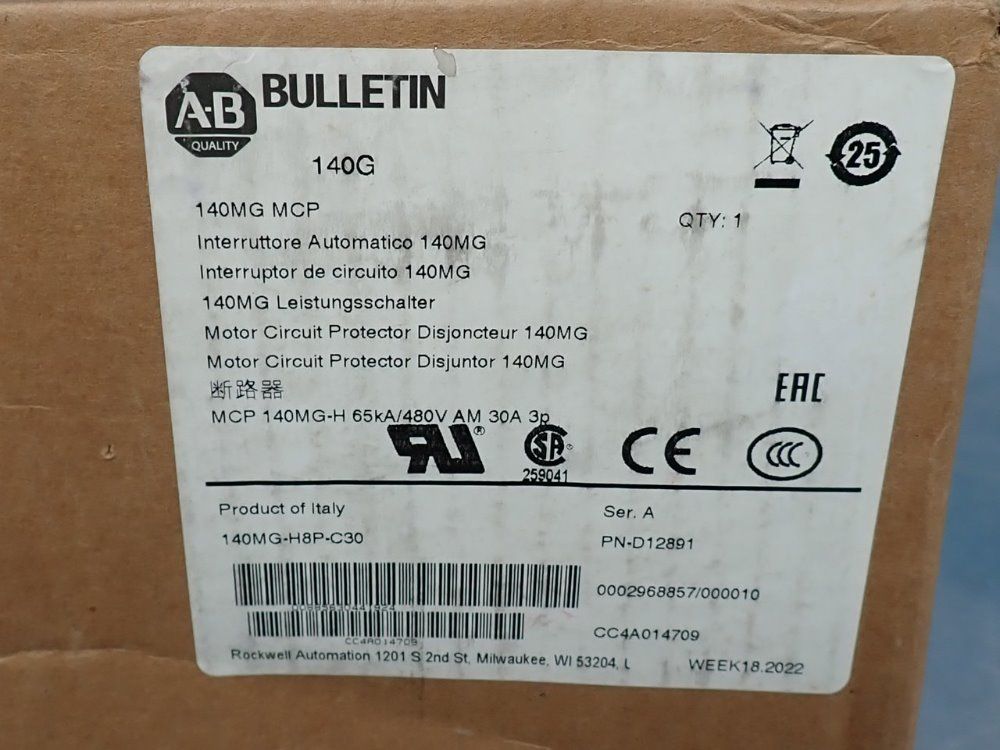 A-B QUALITY
BULLETIN
140G
25
140MG MCP
QTY: 1
Interruttore Automatico 140MG
Interruptor de circuito 140MG
140MG Leistungsschalter
Motor Circuit Protector Disjoncteur 140MG
Motor Circuit Protector Disjuntor 140MG
断路器
EAC
MCP 140MG-H 65kA/480V AM 30A 3p
RU®
SA®
CE
CCC
259041
Product of Italy
Ser. A
140MG-H8P-C30
PN-D12891
0002968857/000010
CC4A014709
CC4A014709
Rockwell Automation 1201 S 2nd St, Milwaukee, WI 53204,
WEEK18.2022